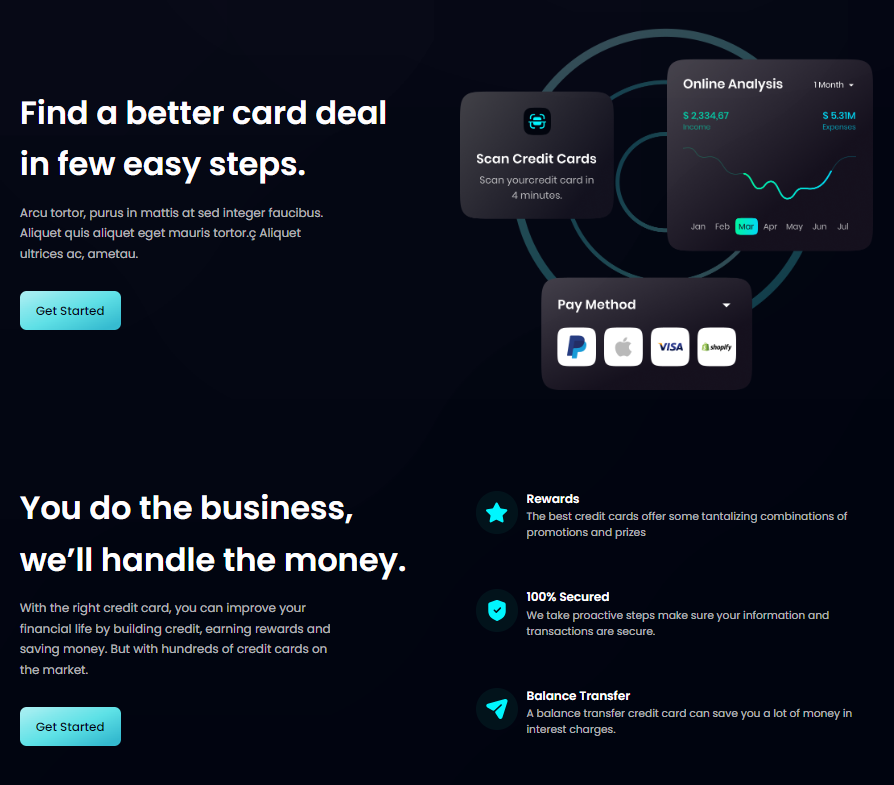 Find a better card deal
in few easy steps.
Arcu tortor, purus in mattis at sed integer faucibus.
Aliquet quis aliquet eget mauris tortor.ç Aliquet
ultrices ac, ametau.
Get Started
Scan Credit Cards
Scan yourcredit card in
4 minutes.
Online Analysis
1 Month
$ 2,334,67
$ 5.31M
Income
Expenses
Jan Feb Mar Apr May Jun Jul
Pay Method
VISA
shopify
You do the business,
we’ll handle the money.
With the right credit card, you can improve your
financial life by building credit, earning rewards and
saving money. But with hundreds of credit cards on
the market.
Get Started
Rewards
The best credit cards offer some tantalizing combinations of
promotions and prizes
100% Secured
We take proactive steps make sure your information and
transactions are secure.
Balance Transfer
A balance transfer credit card can save you a lot of money in
interest charges.